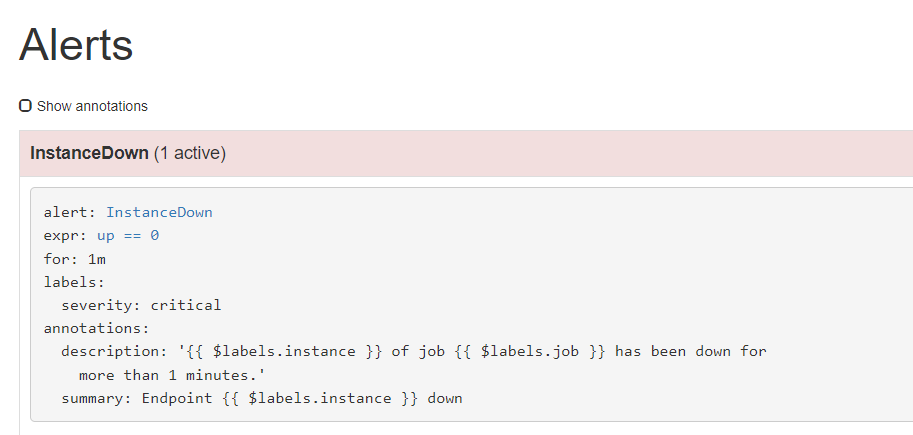 Alerts
Show annotations
InstanceDown (1 active)
alert: InstanceDown
expr: up == 0
for: 1m
labels:
  severity: critical
annotations:
  description: '{{ $labels.instance }} of job {{ $labels.job }} has been down for
    more than 1 minutes.'
  summary: Endpoint {{ $labels.instance }} down